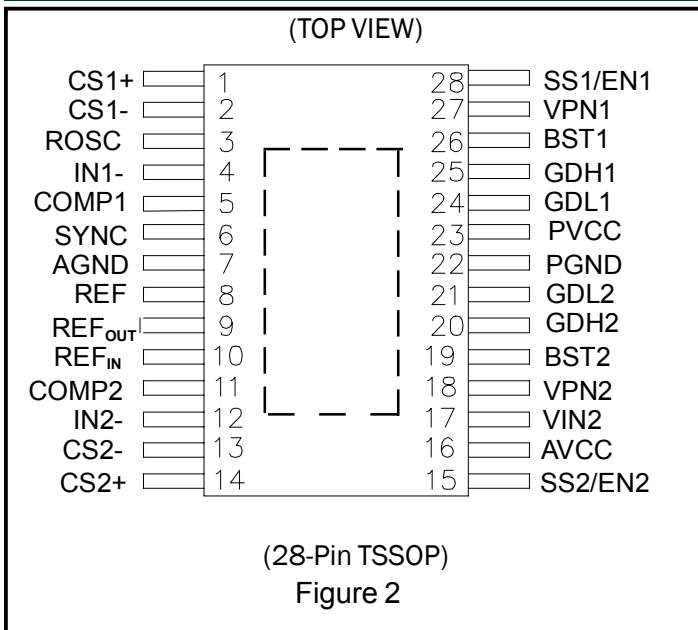 (TOP VIEW)
CS1+ 1 28 SS1/EN1
CS1- 2 27 VPN1
ROSC 3 26 BST1
IN1- 4 25 GDH1
COMP1 5 24 GDL1
SYNC 6 23 PVCC
AGND 7 22 PGND
REF 8 21 GDL2
REFOUT 9 20 GDH2
REFIN 10 19 BST2
COMP2 11 18 VPN2
IN2- 12 17 VIN2
CS2- 13 16 AVCC
CS2+ 14 15 SS2/EN2
(28-Pin TSSOP)
Figure 2